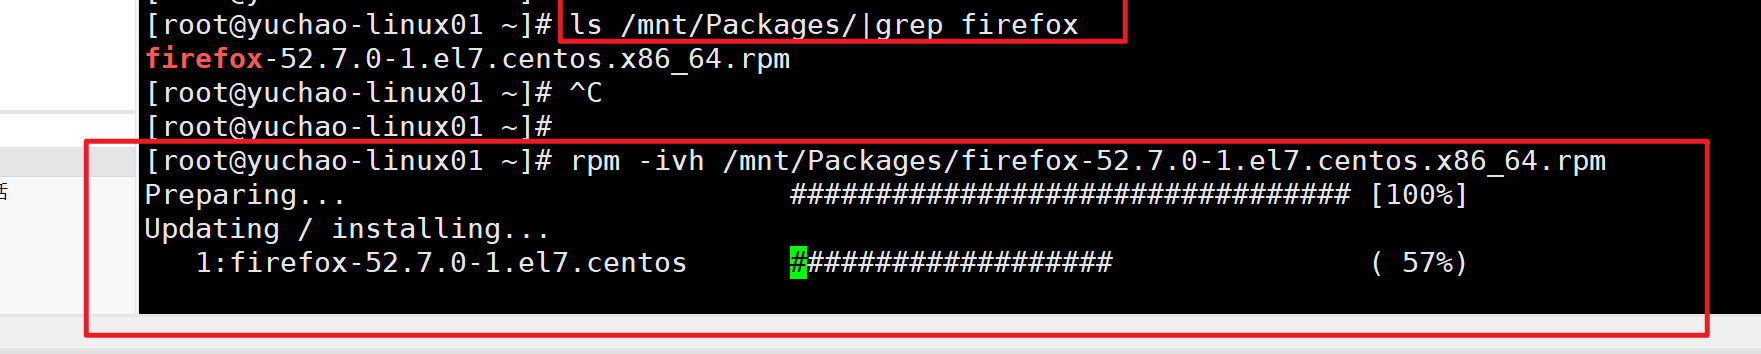 [root@yuchao-linux01 ~]# ls /mnt/Packages/|grep firefox
firefox-52.7.0-1.el7.centos.x86_64.rpm
[root@yuchao-linux01 ~]# ^C
[root@yuchao-linux01 ~]#
[root@yuchao-linux01 ~]# rpm -ivh /mnt/Packages/firefox-52.7.0-1.el7.centos.x86_64.rpm
Preparing...                          ################################# [100%]
Updating / installing...
   1:firefox-52.7.0-1.el7.centos      ###################               ( 57%)